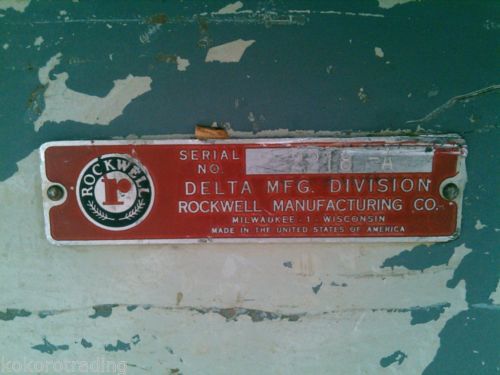 ROCKWELL
r
SERIAL
NO.
DELTA MFG. DIVISION
ROCKWELL MANUFACTURING CO.
MILWAUKEE - 1 - WISCONSIN
MADE IN THE UNITED STATES OF AMERICA
kokorotrading